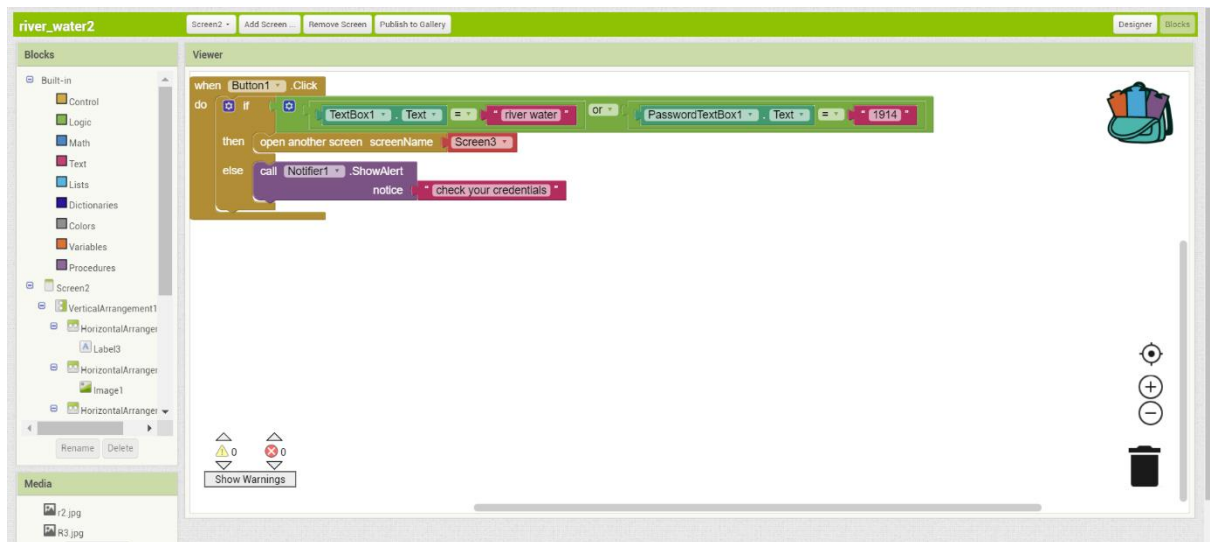 river_water2
Screen2
Add Screen ...
Remove Screen
Publish to Gallery
Designer
Blocks
Blocks
Viewer
Built-in
Control
Logic
Math
Text
Lists
Dictionaries
Colors
Variables
Procedures
Screen2
VerticalArrangement1
HorizontalArranger
Label3
HorizontalArranger
Image1
HorizontalArranger
Rename
Delete
Media
r2.jpg
R3.jpg
when Button1 .Click
do if TextBox1 . Text = " river water " or PasswordTextBox1 . Text = " 1914 "
then open another screen screenName Screen3
else call Notifier1 .ShowAlert
notice " check your credentials "
0 0
Show Warnings